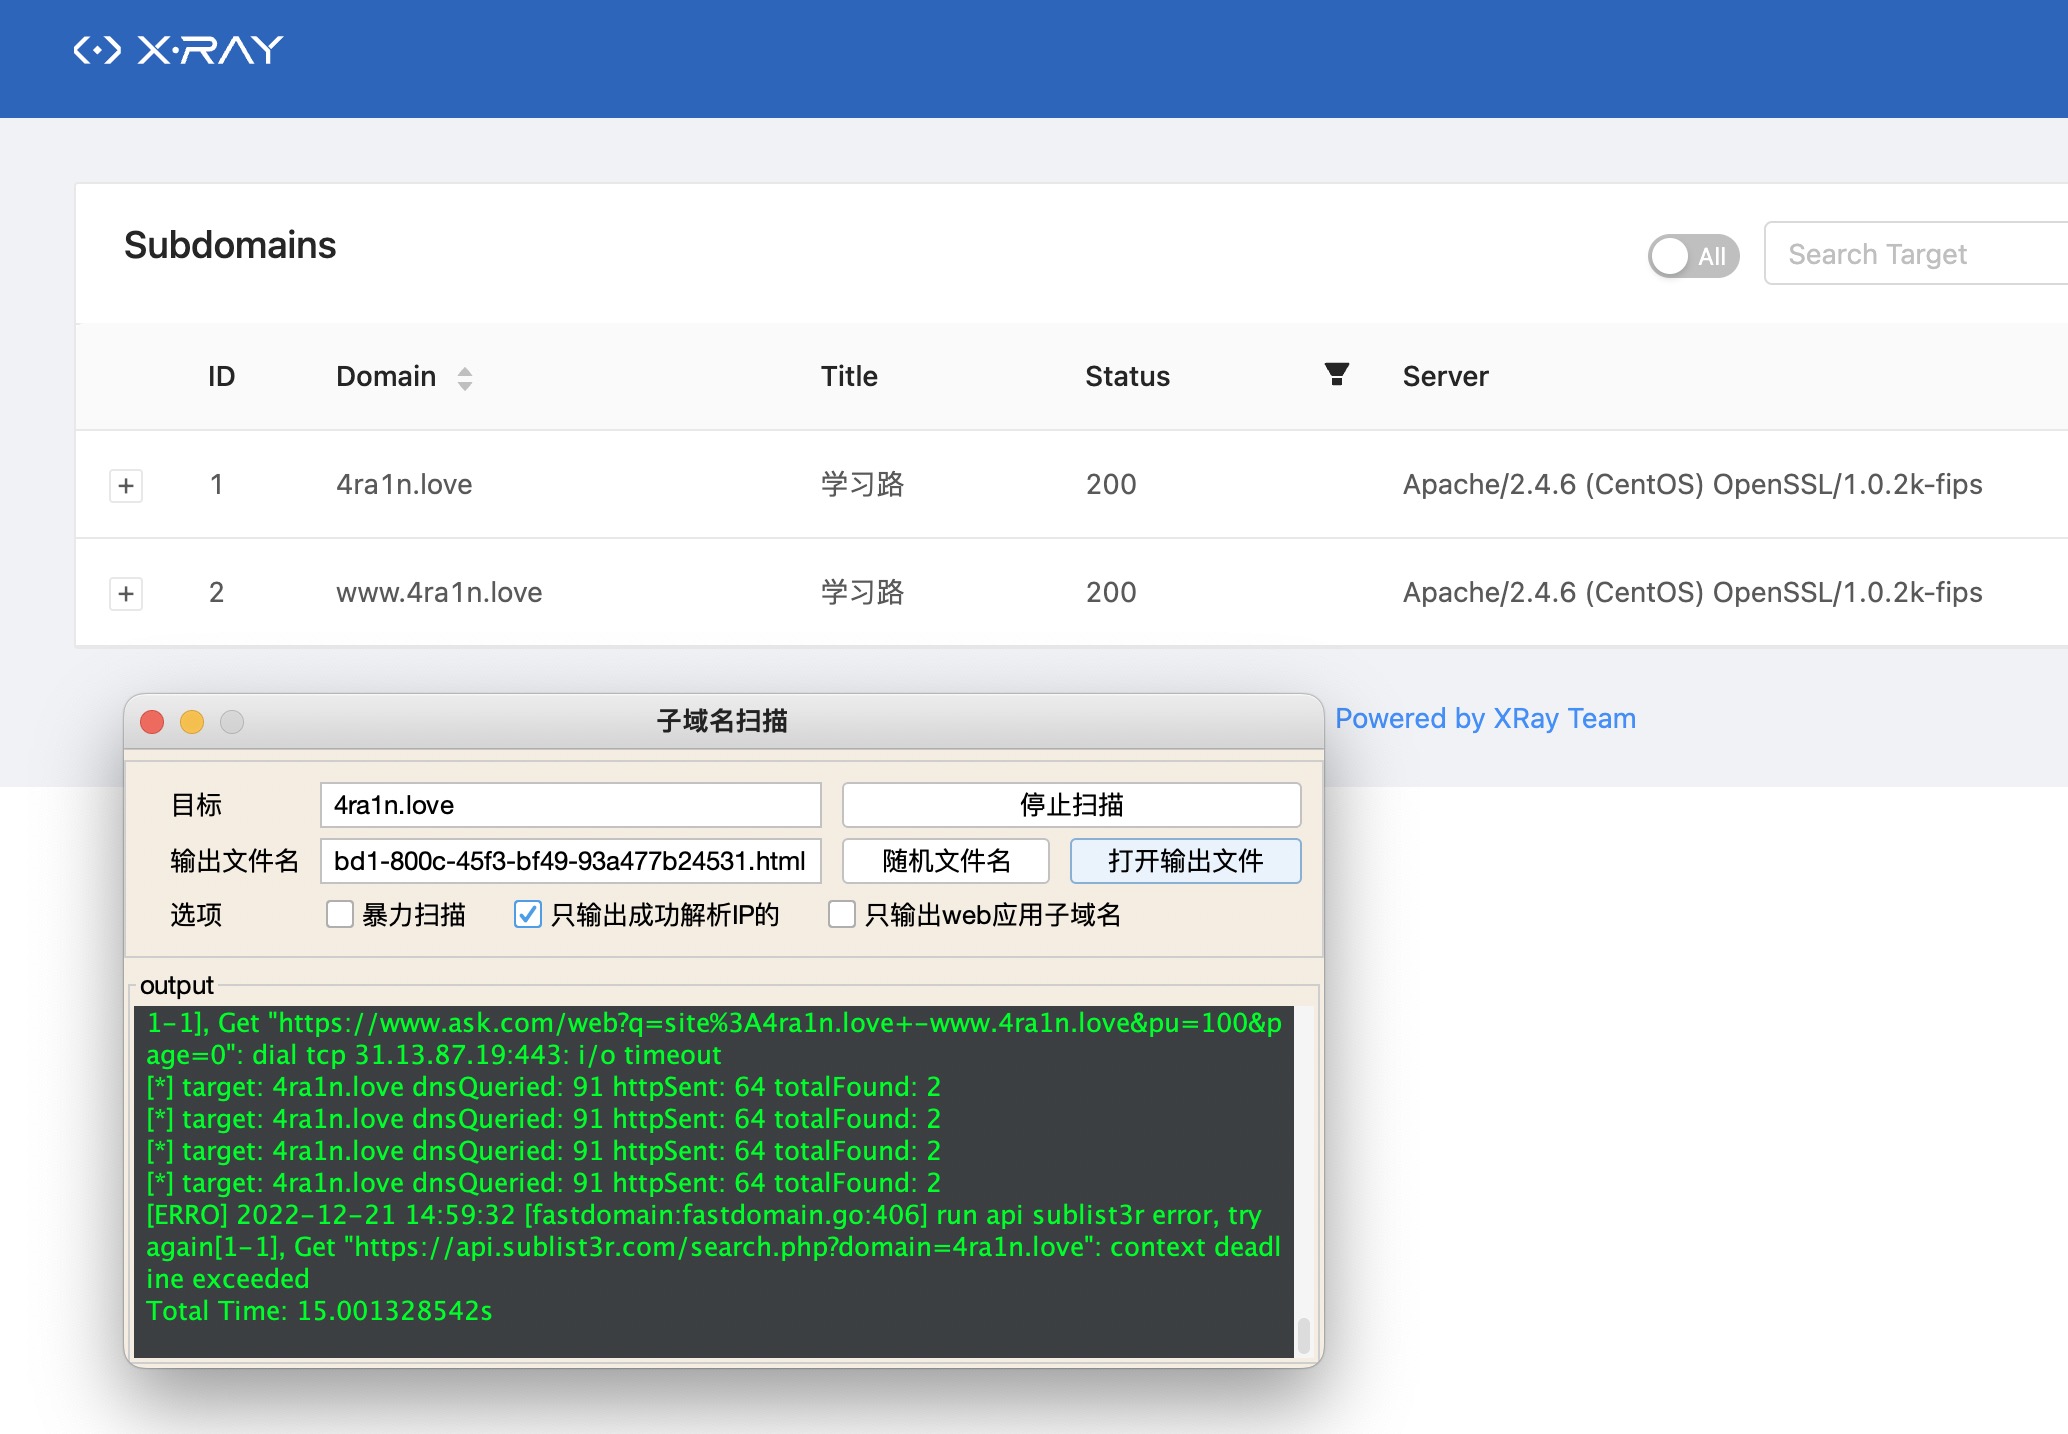 X·RAY
Subdomains
All
Search Target
ID Domain Title Status Server
1 4ra1n.love 学习路 200 Apache/2.4.6 (CentOS) OpenSSL/1.0.2k-fips
2 www.4ra1n.love 学习路 200 Apache/2.4.6 (CentOS) OpenSSL/1.0.2k-fips
Powered by XRay Team
子域名扫描
目标 4ra1n.love 停止扫描
输出文件名 bd1-800c-45f3-bf49-93a477b24531.html 随机文件名 打开输出文件
选项 暴力扫描 只输出成功解析IP的 只输出web应用子域名
output
1-1], Get "https://www.ask.com/web?q=site%3A4ra1n.love+-www.4ra1n.love&pu=100&p
age=0": dial tcp 31.13.87.19:443: i/o timeout
[*] target: 4ra1n.love dnsQueried: 91 httpSent: 64 totalFound: 2
[*] target: 4ra1n.love dnsQueried: 91 httpSent: 64 totalFound: 2
[*] target: 4ra1n.love dnsQueried: 91 httpSent: 64 totalFound: 2
[*] target: 4ra1n.love dnsQueried: 91 httpSent: 64 totalFound: 2
[ERRO] 2022-12-21 14:59:32 [fastdomain:fastdomain.go:406] run api sublist3r error, try
again[1-1], Get "https://api.sublist3r.com/search.php?domain=4ra1n.love": context deadl
ine exceeded
Total Time: 15.001328542s